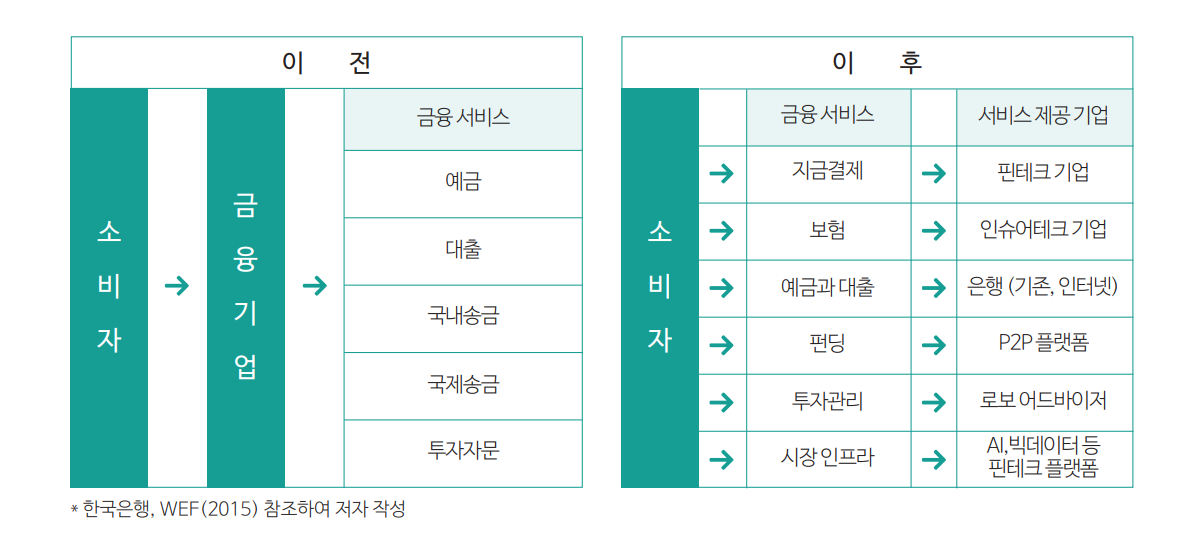 이 전
소비자
금융기업
금융 서비스
예금
대출
국내송금
국제송금
투자자문
이 후
소비자
금융 서비스
서비스 제공 기업
지금결제
핀테크 기업
보험
인슈어테크 기업
예금과 대출
은행 (기존, 인터넷)
펀딩
P2P 플랫폼
투자관리
로보 어드바이저
시장 인프라
AI,빅데이터 등
핀테크 플랫폼
* 한국은행, WEF(2015) 참조하여 저자 작성